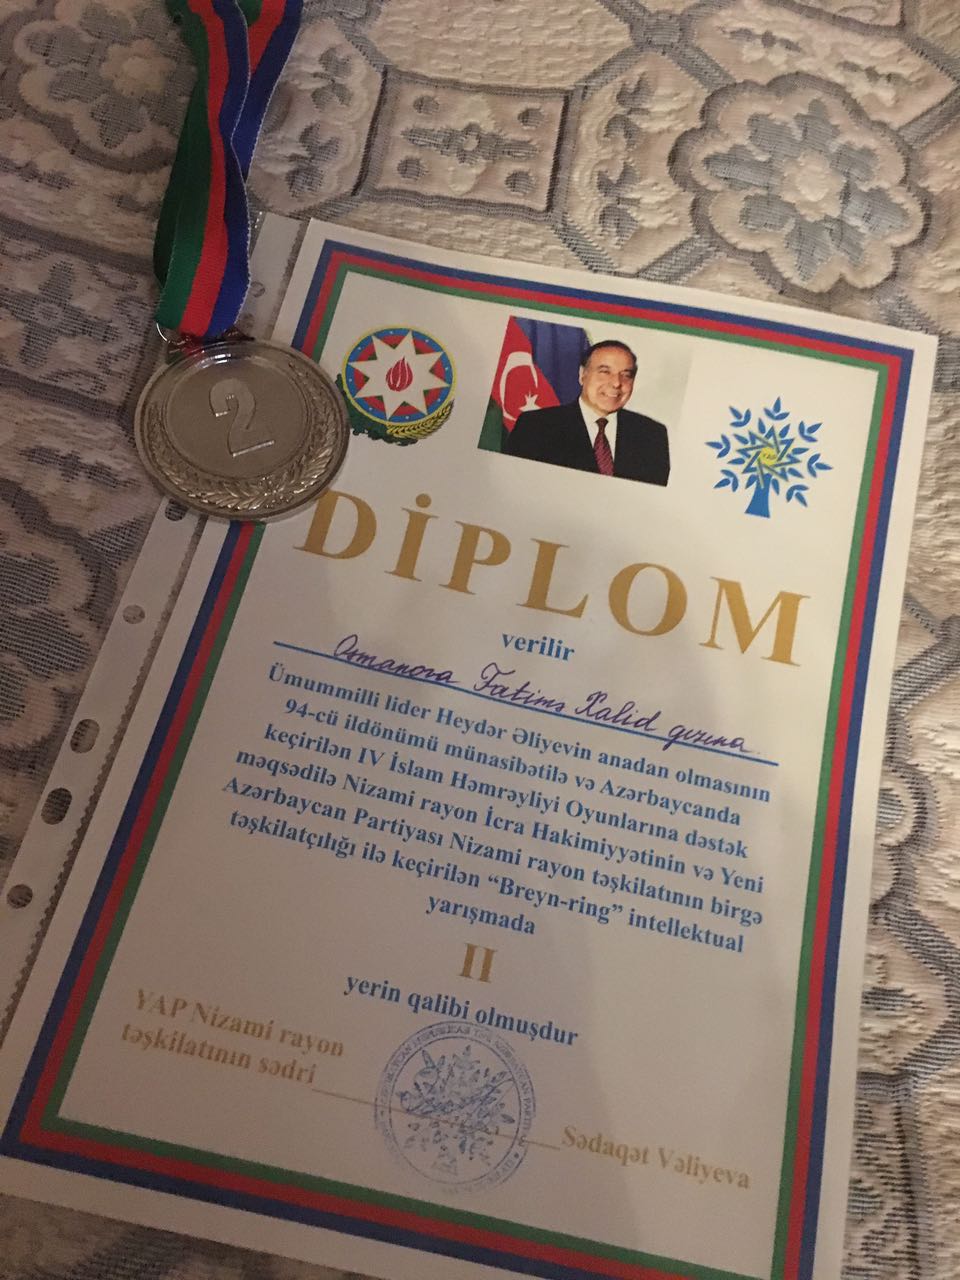 2
DİPLOM
verilir
Osmanova Fatimə Xalid qızına
Ümummilli lider Heydər Əliyevin anadan olmasının
94-cü ildönümü münasibətilə və Azərbaycanda
keçirilən IV İslam Həmrəyliyi Oyunlarına dəstək
məqsədilə Nizami rayon İcra Hakimiyyətinin və Yeni
Azərbaycan Partiyası Nizami rayon təşkilatının birgə
təşkilatçılığı ilə keçirilən “Breyn-ring” intellektual
yarışmada
II
yerin qalibi olmuşdur
YAP Nizami rayon
təşkilatının sədri
Sədaqət Vəliyeva